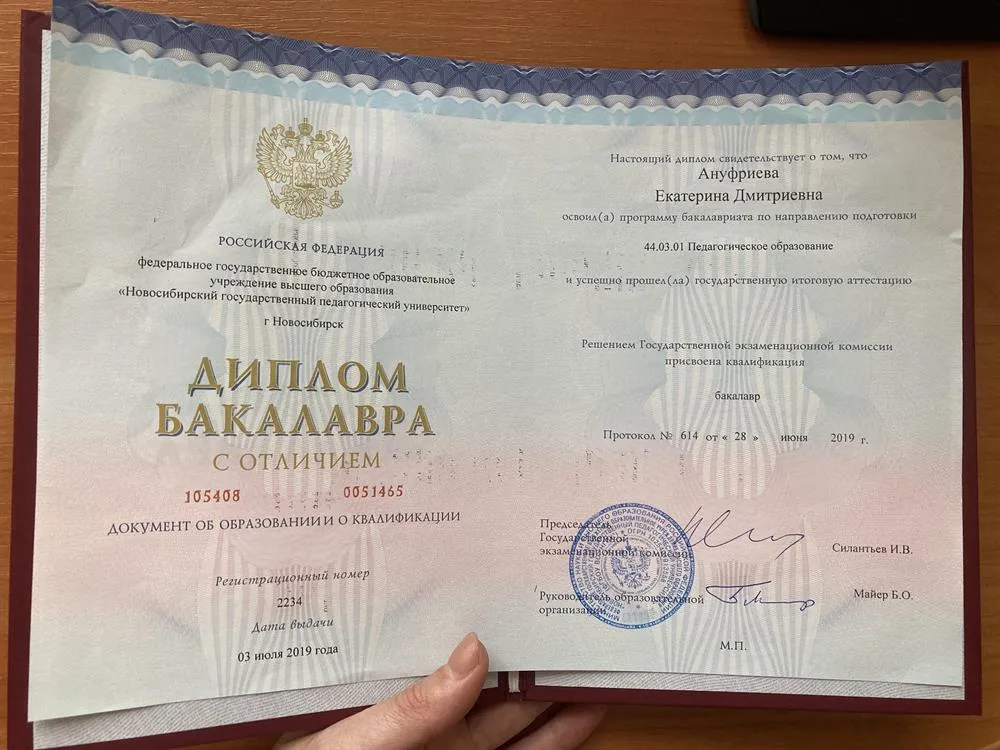 РОССИЙСКАЯ ФЕДЕРАЦИЯ
федеральное государственное бюджетное образовательное
учреждение высшего образования
«Новосибирский государственный педагогический университет»
г Новосибирск
ДИПЛОМ
БАКАЛАВРА
С ОТЛИЧИЕМ
105408 0051465
ДОКУМЕНТ ОБ ОБРАЗОВАНИИ И О КВАЛИФИКАЦИИ
Регистрационный номер
2234
Дата выдачи
03 июля 2019 года
Настоящий диплом свидетельствует о том, что
Ануфриева
Екатерина Дмитриевна
освоил(а) программу бакалавриата по направлению подготовки
44.03.01 Педагогическое образование
и успешно прошел(ла) государственную итоговую аттестацию
Решением Государственной экзаменационной комиссии
присвоена квалификация
бакалавр
Протокол № 614 от « 28 » июня 2019 г.
Председатель
Государственной
экзаменационной комиссии
Силантьев И.В.
Руководитель образовательной
организации
Майер Б.О.
М.П.